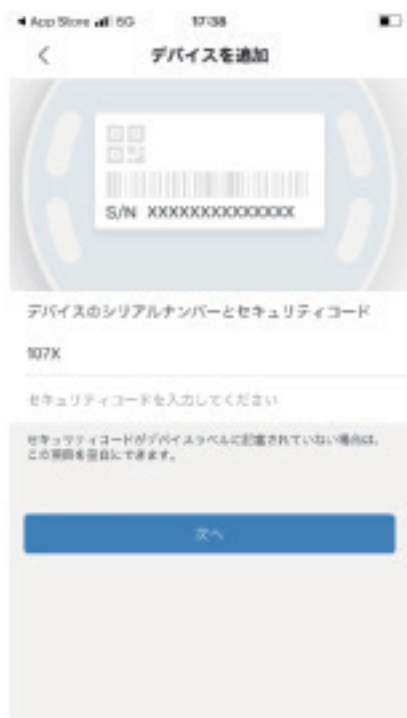 ◀ App Store 5G 17:38
デバイスを追加
S/N XXXXXXXXXXXXXXX
デバイスのシリアルナンバーとセキュリティコード
107X
セキュリティコードを入力してください
セキュリティコードがデバイスラベルに記載されていない場合は、
この項目を空白にできます。
次へ